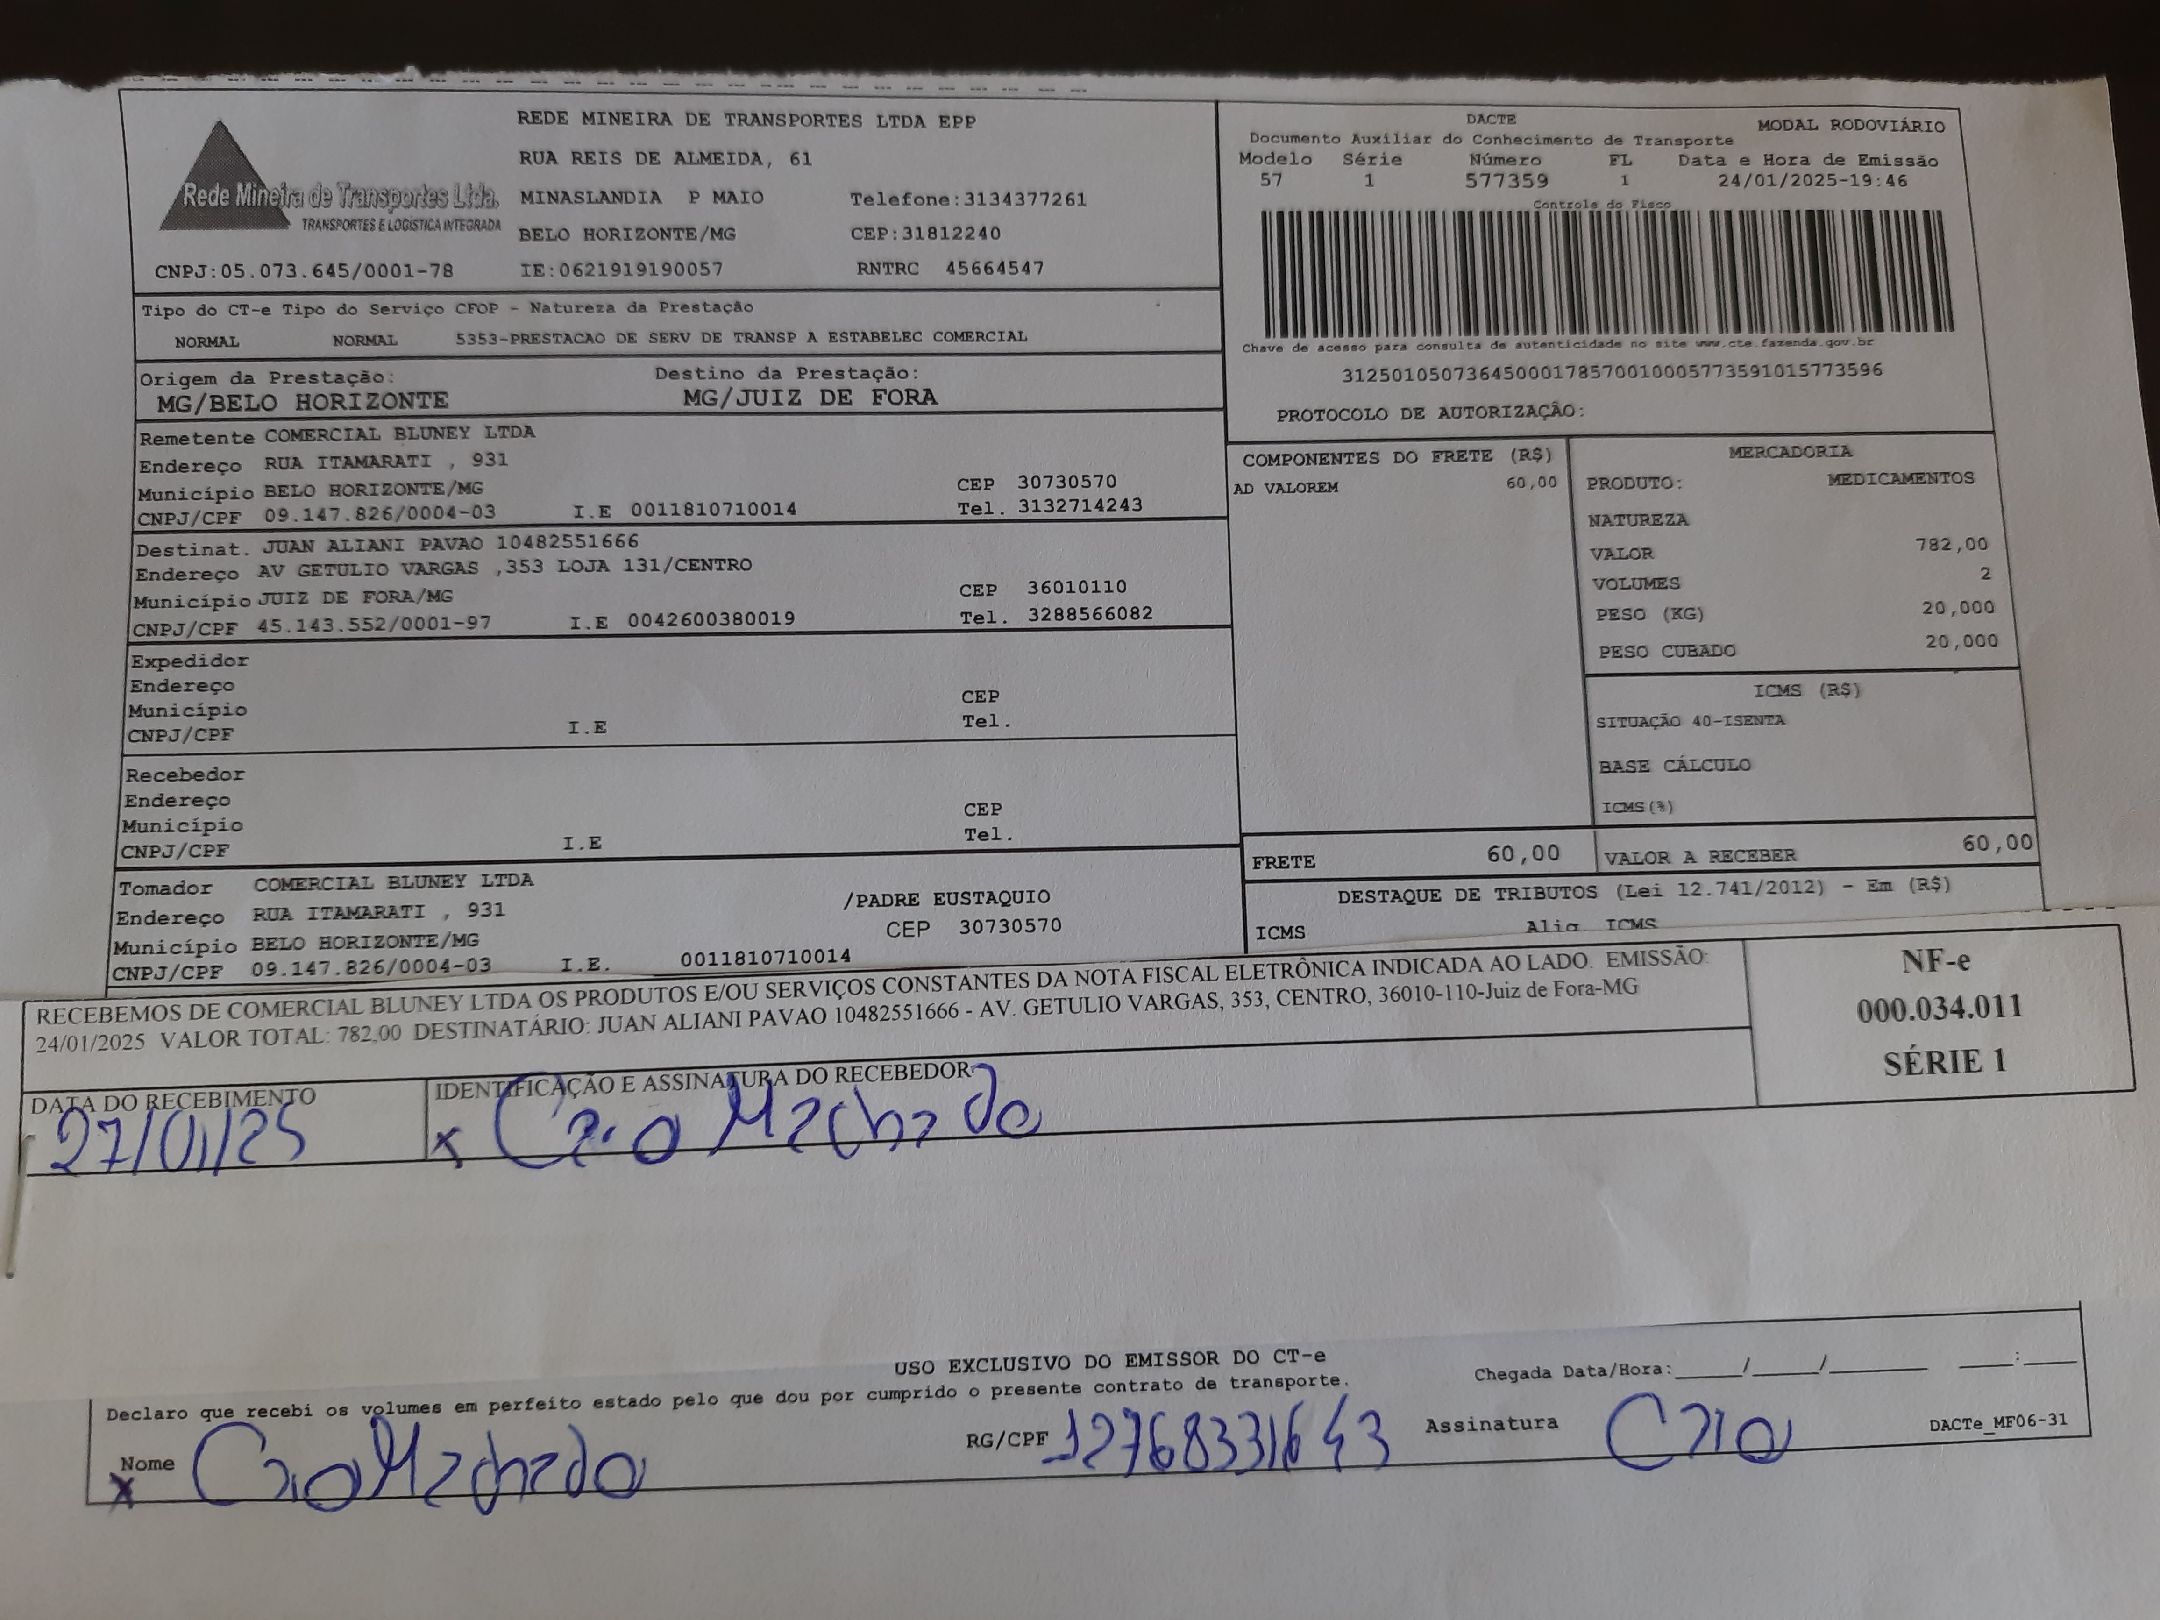 Rede Mineira de Transportes Ltda.
TRANSPORTES E LOGISTICA INTEGRADA
REDE MINEIRA DE TRANSPORTES LTDA EPP
RUA REIS DE ALMEIDA, 61
MINASLANDIA P MAIO Telefone:3134377261
BELO HORIZONTE/MG CEP:31812240
CNPJ:05.073.645/0001-78 IE:0621919190057 RNTRC 45664547
DACTE MODAL RODOVIÁRIO
Documento Auxiliar do Conhecimento de Transporte
Modelo Série Número FL Data e Hora de Emissão
57 1 577359 1 24/01/2025-19:46
Controle do Fisco
Chave de acesso para consulta de autenticidade no site www.cte.fazenda.gov.br
31250105073645000178570010005773591015773596
PROTOCOLO DE AUTORIZAÇÃO:
Tipo do CT-e Tipo do Serviço CFOP - Natureza da Prestação
NORMAL NORMAL 5353-PRESTACAO DE SERV DE TRANSP A ESTABELEC COMERCIAL
Origem da Prestação: Destino da Prestação:
MG/BELO HORIZONTE MG/JUIZ DE FORA
Remetente COMERCIAL BLUNEY LTDA
Endereço RUA ITAMARATI , 931
Município BELO HORIZONTE/MG CEP 30730570
CNPJ/CPF 09.147.826/0004-03 I.E 0011810710014 Tel. 3132714243
Destinat. JUAN ALIANI PAVAO 10482551666
Endereço AV GETULIO VARGAS ,353 LOJA 131/CENTRO
Município JUIZ DE FORA/MG CEP 36010110
CNPJ/CPF 45.143.552/0001-97 I.E 0042600380019 Tel. 3288566082
Expedidor
Endereço
Município CEP
CNPJ/CPF I.E Tel.
Recebedor
Endereço
Município CEP
CNPJ/CPF I.E Tel.
Tomador COMERCIAL BLUNEY LTDA
Endereço RUA ITAMARATI , 931 /PADRE EUSTAQUIO
Município BELO HORIZONTE/MG CEP 30730570
CNPJ/CPF 09.147.826/0004-03 I.E. 0011810710014
COMPONENTES DO FRETE (R$)
AD VALOREM 60,00
MERCADORIA
PRODUTO: MEDICAMENTOS
NATUREZA
VALOR 782,00
VOLUMES 2
PESO (KG) 20,000
PESO CUBADO 20,000
ICMS (R$)
SITUAÇÃO 40-ISENTA
BASE CÁLCULO
ICMS(%)
FRETE 60,00 VALOR A RECEBER 60,00
DESTAQUE DE TRIBUTOS (Lei 12.741/2012) - Em (R$)
ICMS Aliq. ICMS
RECEBEMOS DE COMERCIAL BLUNEY LTDA OS PRODUTOS E/OU SERVIÇOS CONSTANTES DA NOTA FISCAL ELETRÔNICA INDICADA AO LADO. EMISSÃO:
24/01/2025 VALOR TOTAL: 782,00 DESTINATÁRIO: JUAN ALIANI PAVAO 10482551666 - AV. GETULIO VARGAS, 353, CENTRO, 36010-110-Juiz de Fora-MG
NF-e
000.034.011
SÉRIE 1
DATA DO RECEBIMENTO IDENTIFICAÇÃO E ASSINATURA DO RECEBEDOR
27/01/25 x Caio Machado
USO EXCLUSIVO DO EMISSOR DO CT-e
Declaro que recebi os volumes em perfeito estado pelo que dou por cumprido o presente contrato de transporte. Chegada Data/Hora:_____/_____/_______ ____:____
Nome x Caio Machado RG/CPF 12768331643 Assinatura Caio DACTe_MF06-31